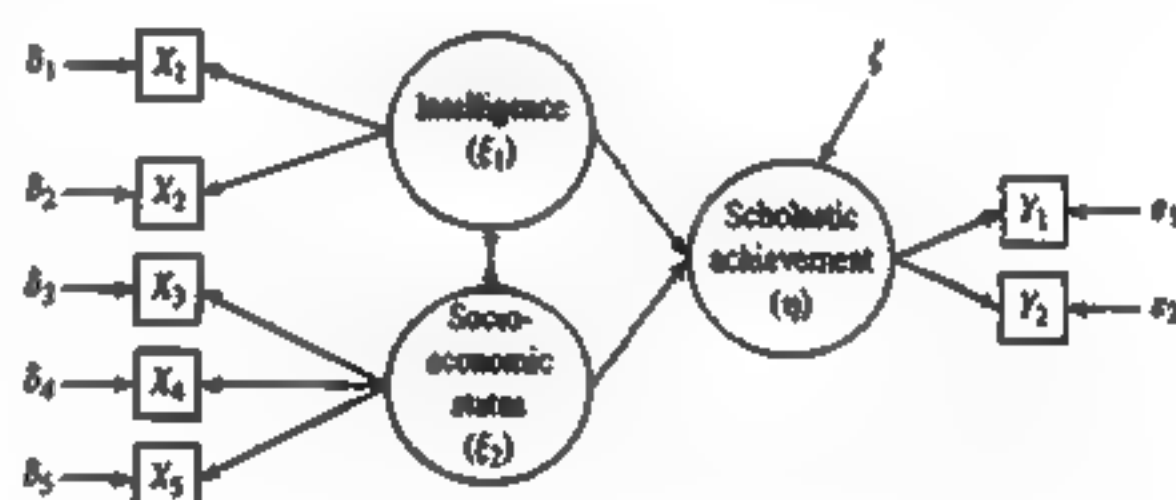 δ₁
X₁
δ₂
X₂
δ₃
X₃
δ₄
X₄
δ₅
X₅
Intelligence
(ξ₁)
Socio-
economic
status
(ξ₂)
ζ
Scholastic
achievement
(η)
Y₁
ε₁
Y₂
ε₂